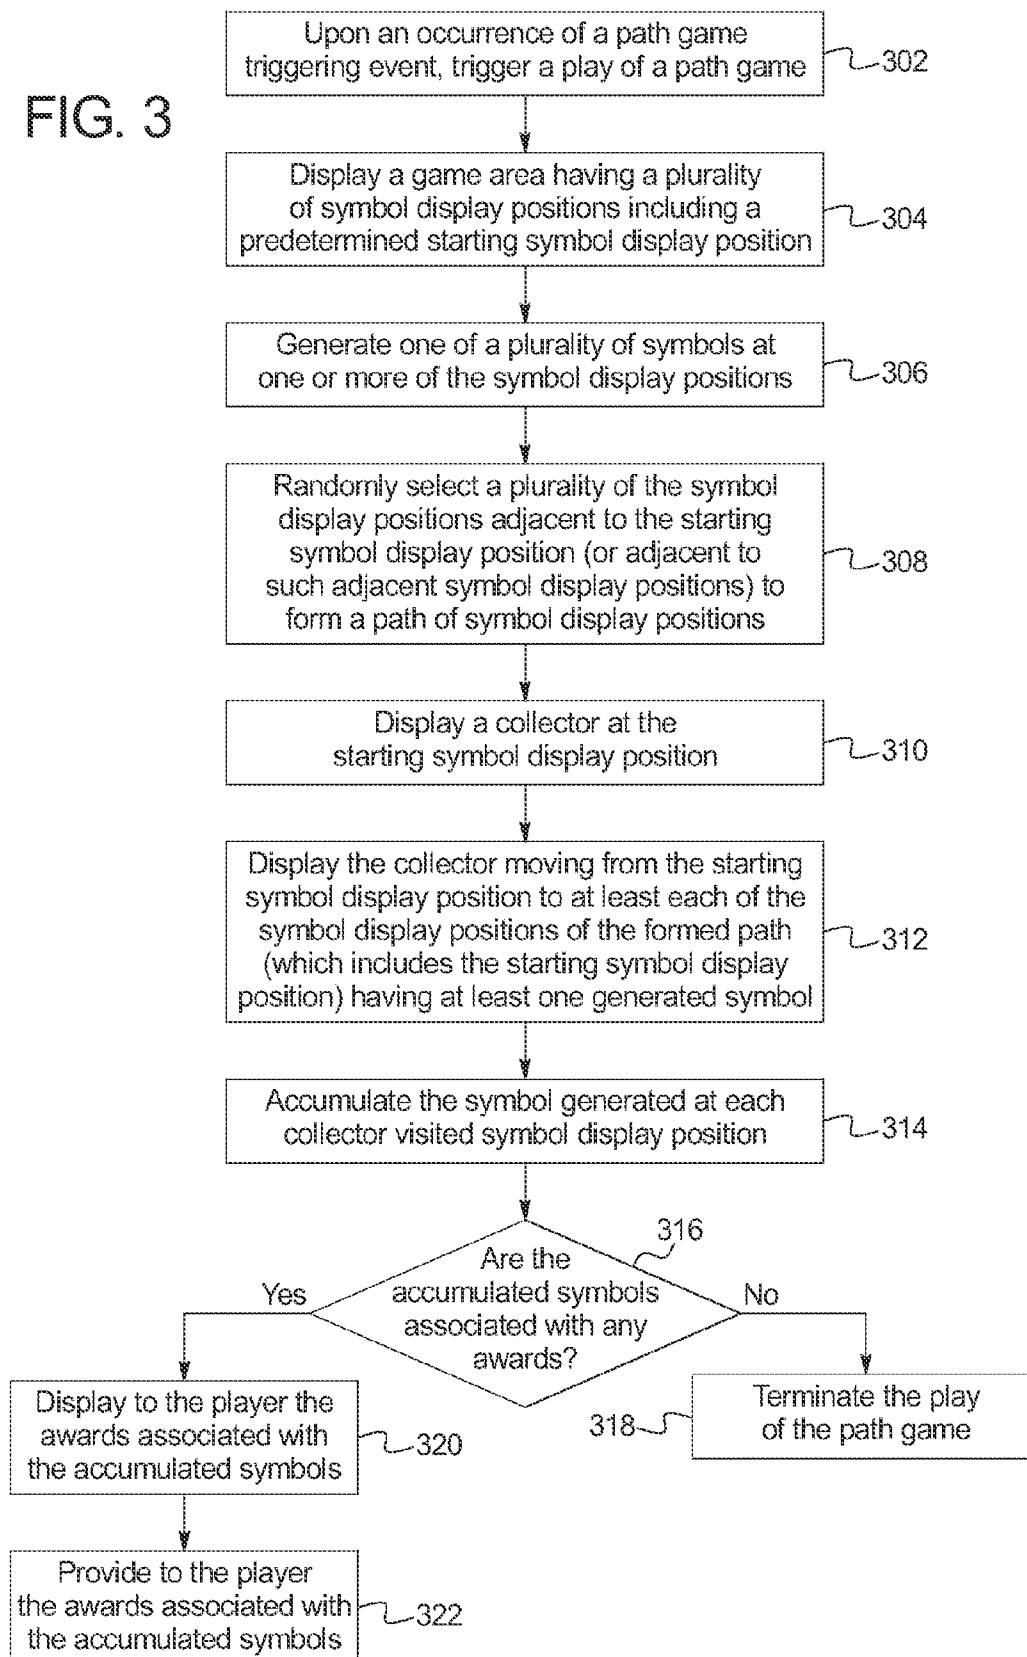 FIG. 3
Upon an occurrence of a path game
triggering event, trigger a play of a path game
302
Display a game area having a plurality
of symbol display positions including a
predetermined starting symbol display position
304
Generate one of a plurality of symbols at
one or more of the symbol display positions
306
Randomly select a plurality of the symbol
display positions adjacent to the starting
symbol display position (or adjacent to
such adjacent symbol display positions) to
form a path of symbol display positions
308
Display a collector at the
starting symbol display position
310
Display the collector moving from the starting
symbol display position to at least each of the
symbol display positions of the formed path
(which includes the starting symbol display
position) having at least one generated symbol
312
Accumulate the symbol generated at each
collector visited symbol display position
314
316
Are the
accumulated symbols
associated with any
awards?
Yes
No
Display to the player the
awards associated with
the accumulated symbols
320
Terminate the play
of the path game
318
Provide to the player
the awards associated with
the accumulated symbols
322